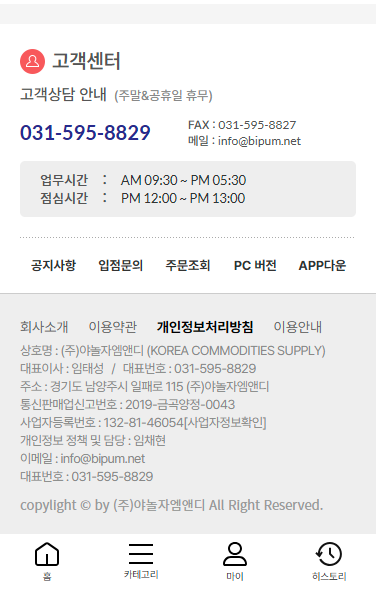 고객센터
고객상담 안내 (주말&공휴일 휴무)
031-595-8829
FAX : 031-595-8827
메일 : info@bipum.net
업무시간 : AM 09:30 ~ PM 05:30
점심시간 : PM 12:00 ~ PM 13:00
공지사항 입점문의 주문조회 PC 버전 APP다운
회사소개 이용약관 개인정보처리방침 이용안내
상호명 : (주)야놀자엠앤디 (KOREA COMMODITIES SUPPLY)
대표이사 : 임태성 / 대표번호 : 031-595-8829
주소 : 경기도 남양주시 일패로 115 (주)야놀자엠앤디
통신판매업신고번호 : 2019-금곡양정-0043
사업자등록번호 : 132-81-46054[사업자정보확인]
개인정보 정책 및 담당 : 임채현
이메일 : info@bipum.net
대표번호 : 031-595-8829
copylight © by (주)야놀자엠앤디 All Right Reserved.
홈 카테고리 마이 히스토리